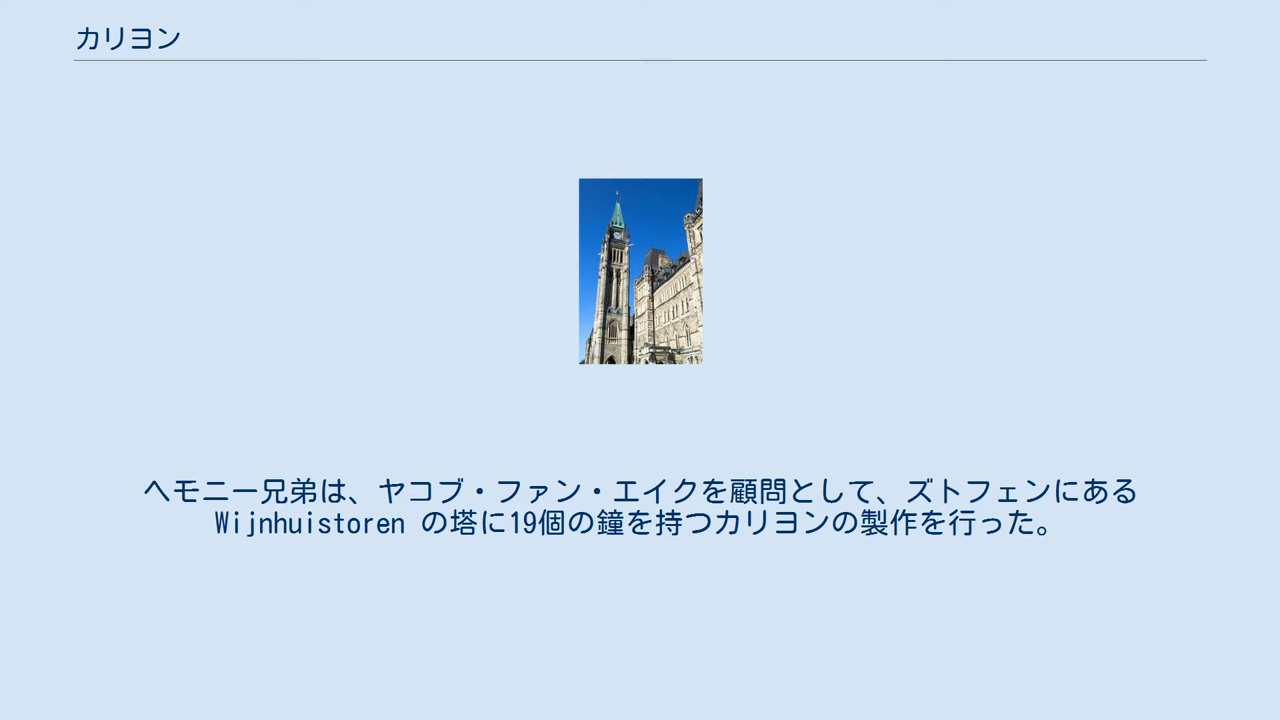 カリヨン
ヘモニー兄弟は、ヤコブ・ファン・エイクを顧問として、ズトフェンにある
Wijnhuistoren の塔に19個の鐘を持つカリヨンの製作を行った。